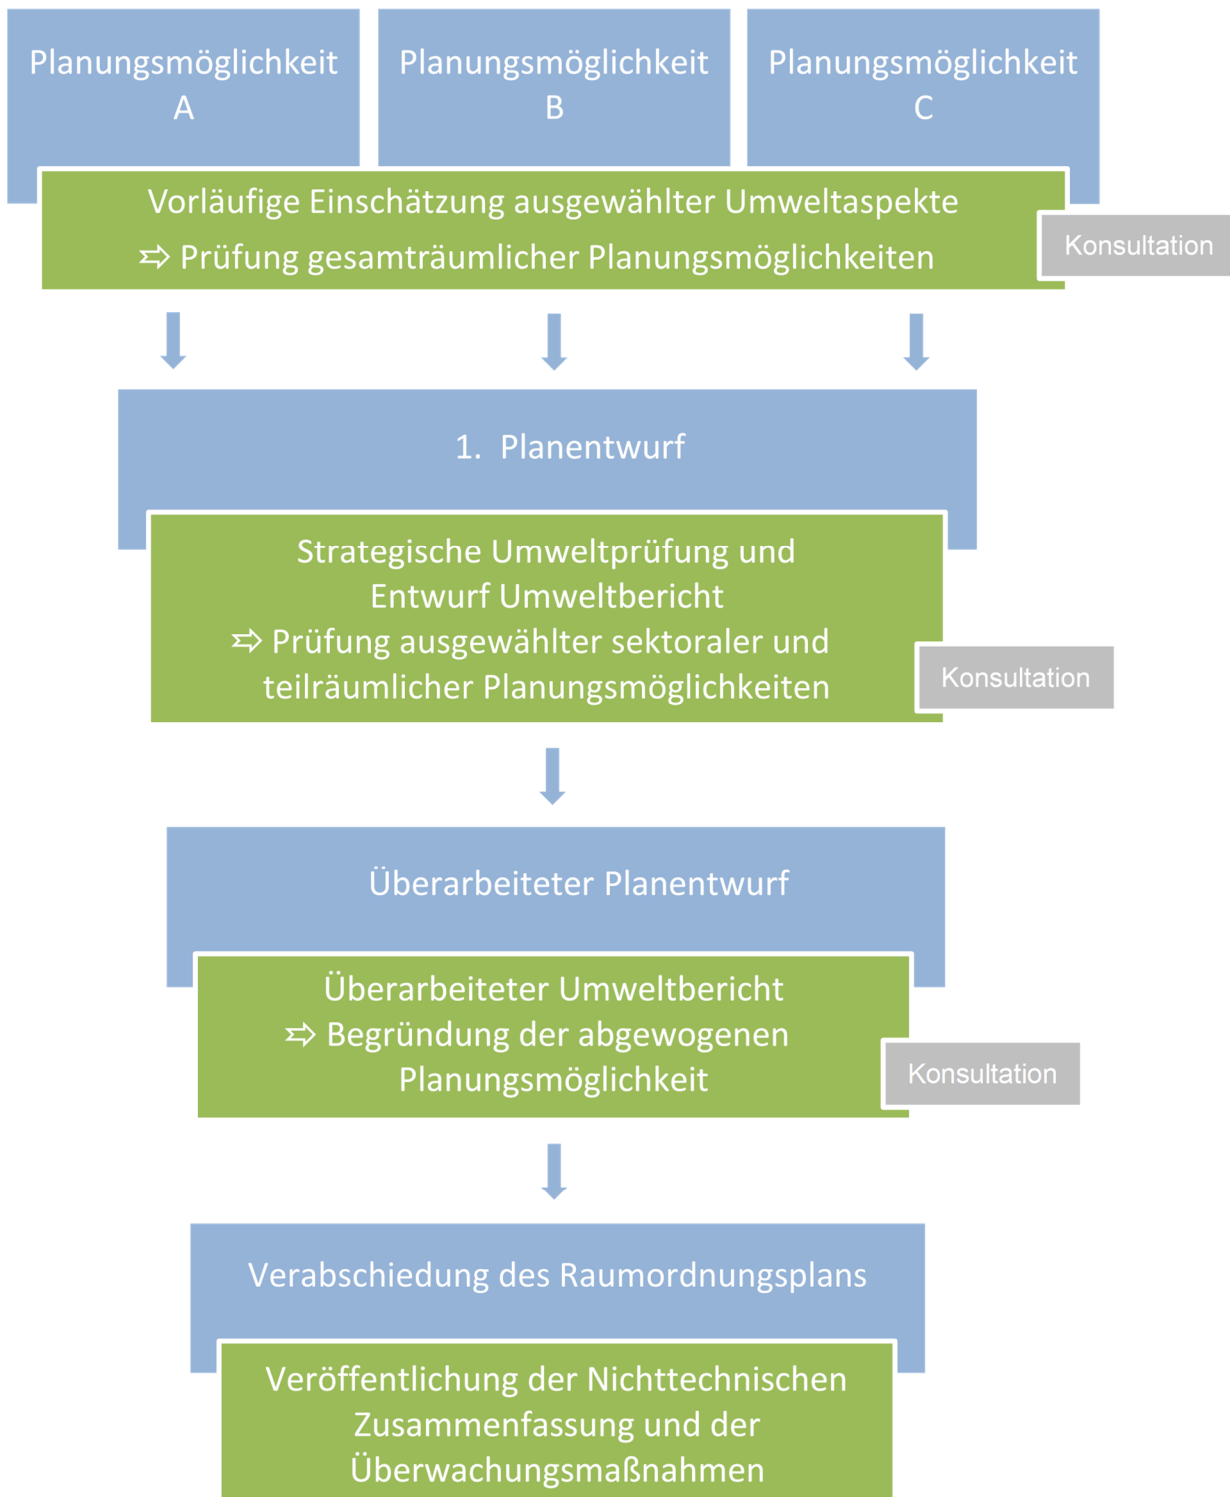 Planungsmöglichkeit
A
Planungsmöglichkeit
B
Planungsmöglichkeit
C
Vorläufige Einschätzung ausgewählter Umweltaspekte
⇨ Prüfung gesamträumlicher Planungsmöglichkeiten
Konsultation
1. Planentwurf
Strategische Umweltprüfung und
Entwurf Umweltbericht
⇨ Prüfung ausgewählter sektoraler und
teilräumlicher Planungsmöglichkeiten
Konsultation
Überarbeiteter Planentwurf
Überarbeiteter Umweltbericht
⇨ Begründung der abgewogenen
Planungsmöglichkeit
Konsultation
Verabschiedung des Raumordnungsplans
Veröffentlichung der Nichttechnischen
Zusammenfassung und der
Überwachungsmaßnahmen